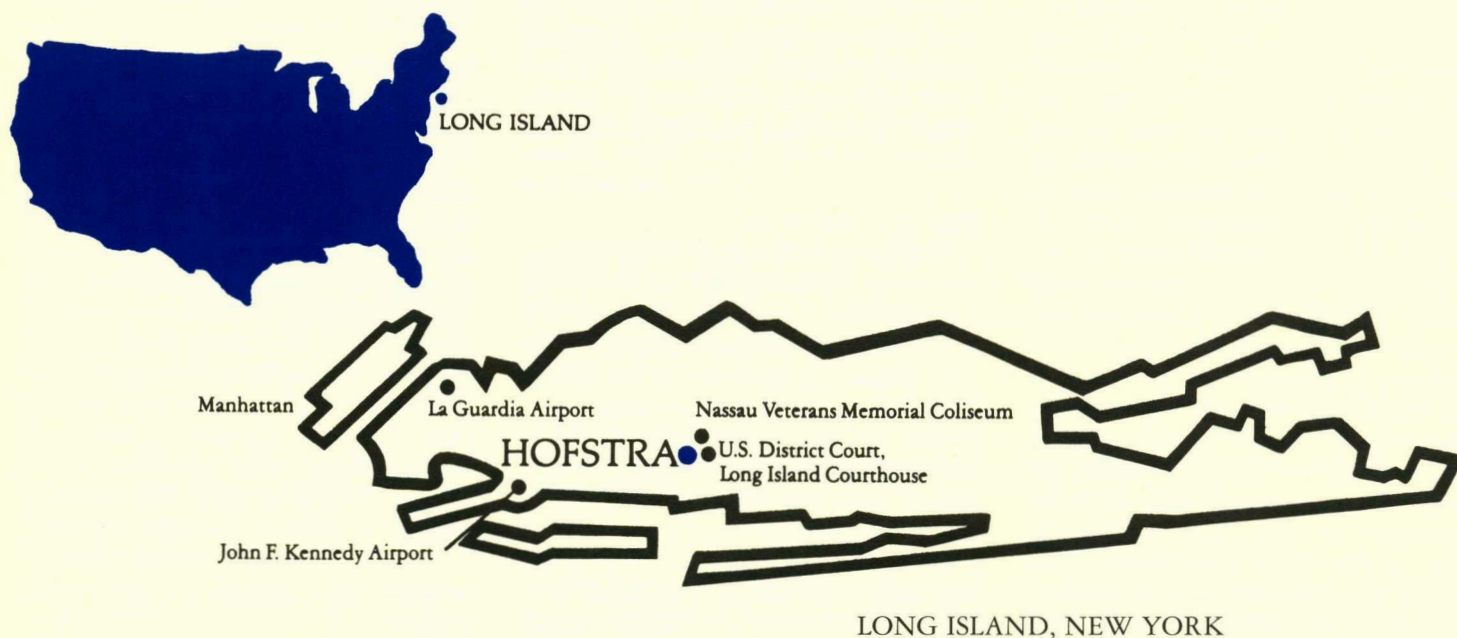 LONG ISLAND
Manhattan
La Guardia Airport
Nassau Veterans Memorial Coliseum
HOFSTRA
U.S. District Court,
Long Island Courthouse
John F. Kennedy Airport
LONG ISLAND, NEW YORK